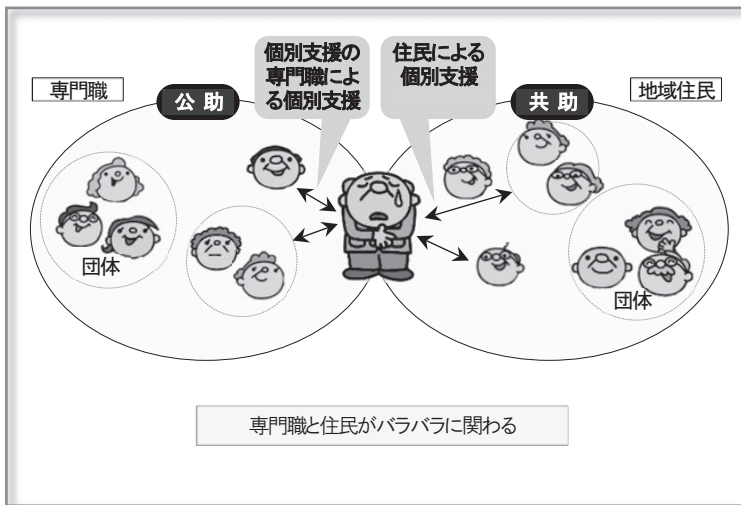 個別支援の
専門職によ
る個別支援
住民による
個別支援
専門職
公助
共助
地域住民
団体
団体
専門職と住民がバラバラに関わる